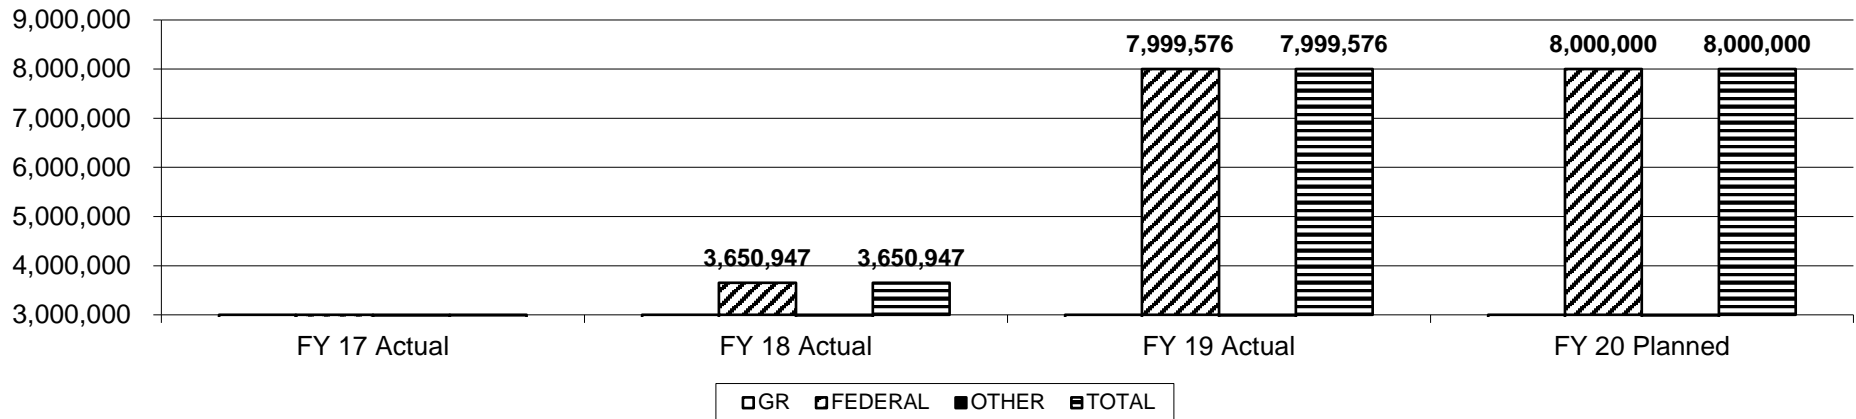 9,000,000
7,999,576 7,999,576 8,000,000 8,000,000
8,000,000
7,000,000
6,000,000
5,000,000
3,650,947 3,650,947
4,000,000
3,000,000
FY 17 Actual FY 18 Actual FY 19 Actual FY 20 Planned
GR FEDERAL OTHER TOTAL